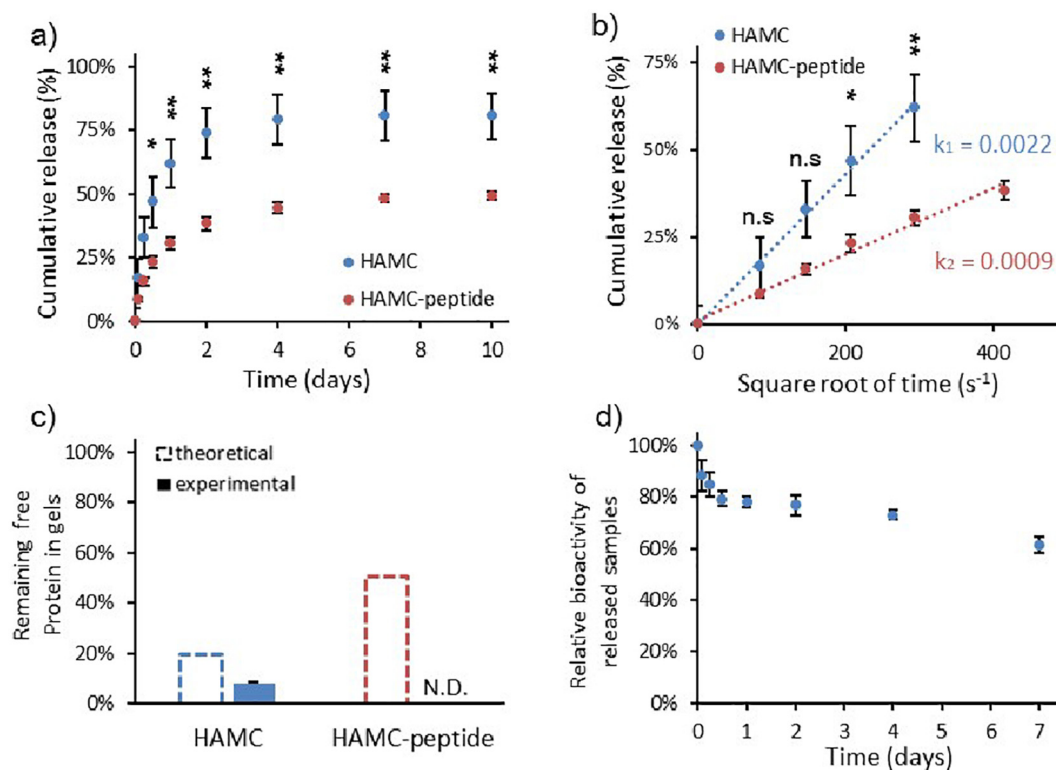 a)
Cumulative release (%)
100%
75%
50%
25%
0%
*
**
**
**
**
**
HAMC
HAMC-peptide
0 2 4 6 8 10
Time (days)
b)
Cumulative release (%)
HAMC
HAMC-peptide
75%
50%
25%
0%
n.s
n.s
*
**
k₁ = 0.0022
k₂ = 0.0009
0 200 400
Square root of time (s⁻¹)
c)
Remaining free
Protein in gels
100%
80%
60%
40%
20%
0%
theoretical
experimental
N.D.
HAMC HAMC-peptide
d)
Relative bioactivity of
released samples
100%
80%
60%
40%
20%
0%
0 1 2 3 4 5 6 7
Time (days)